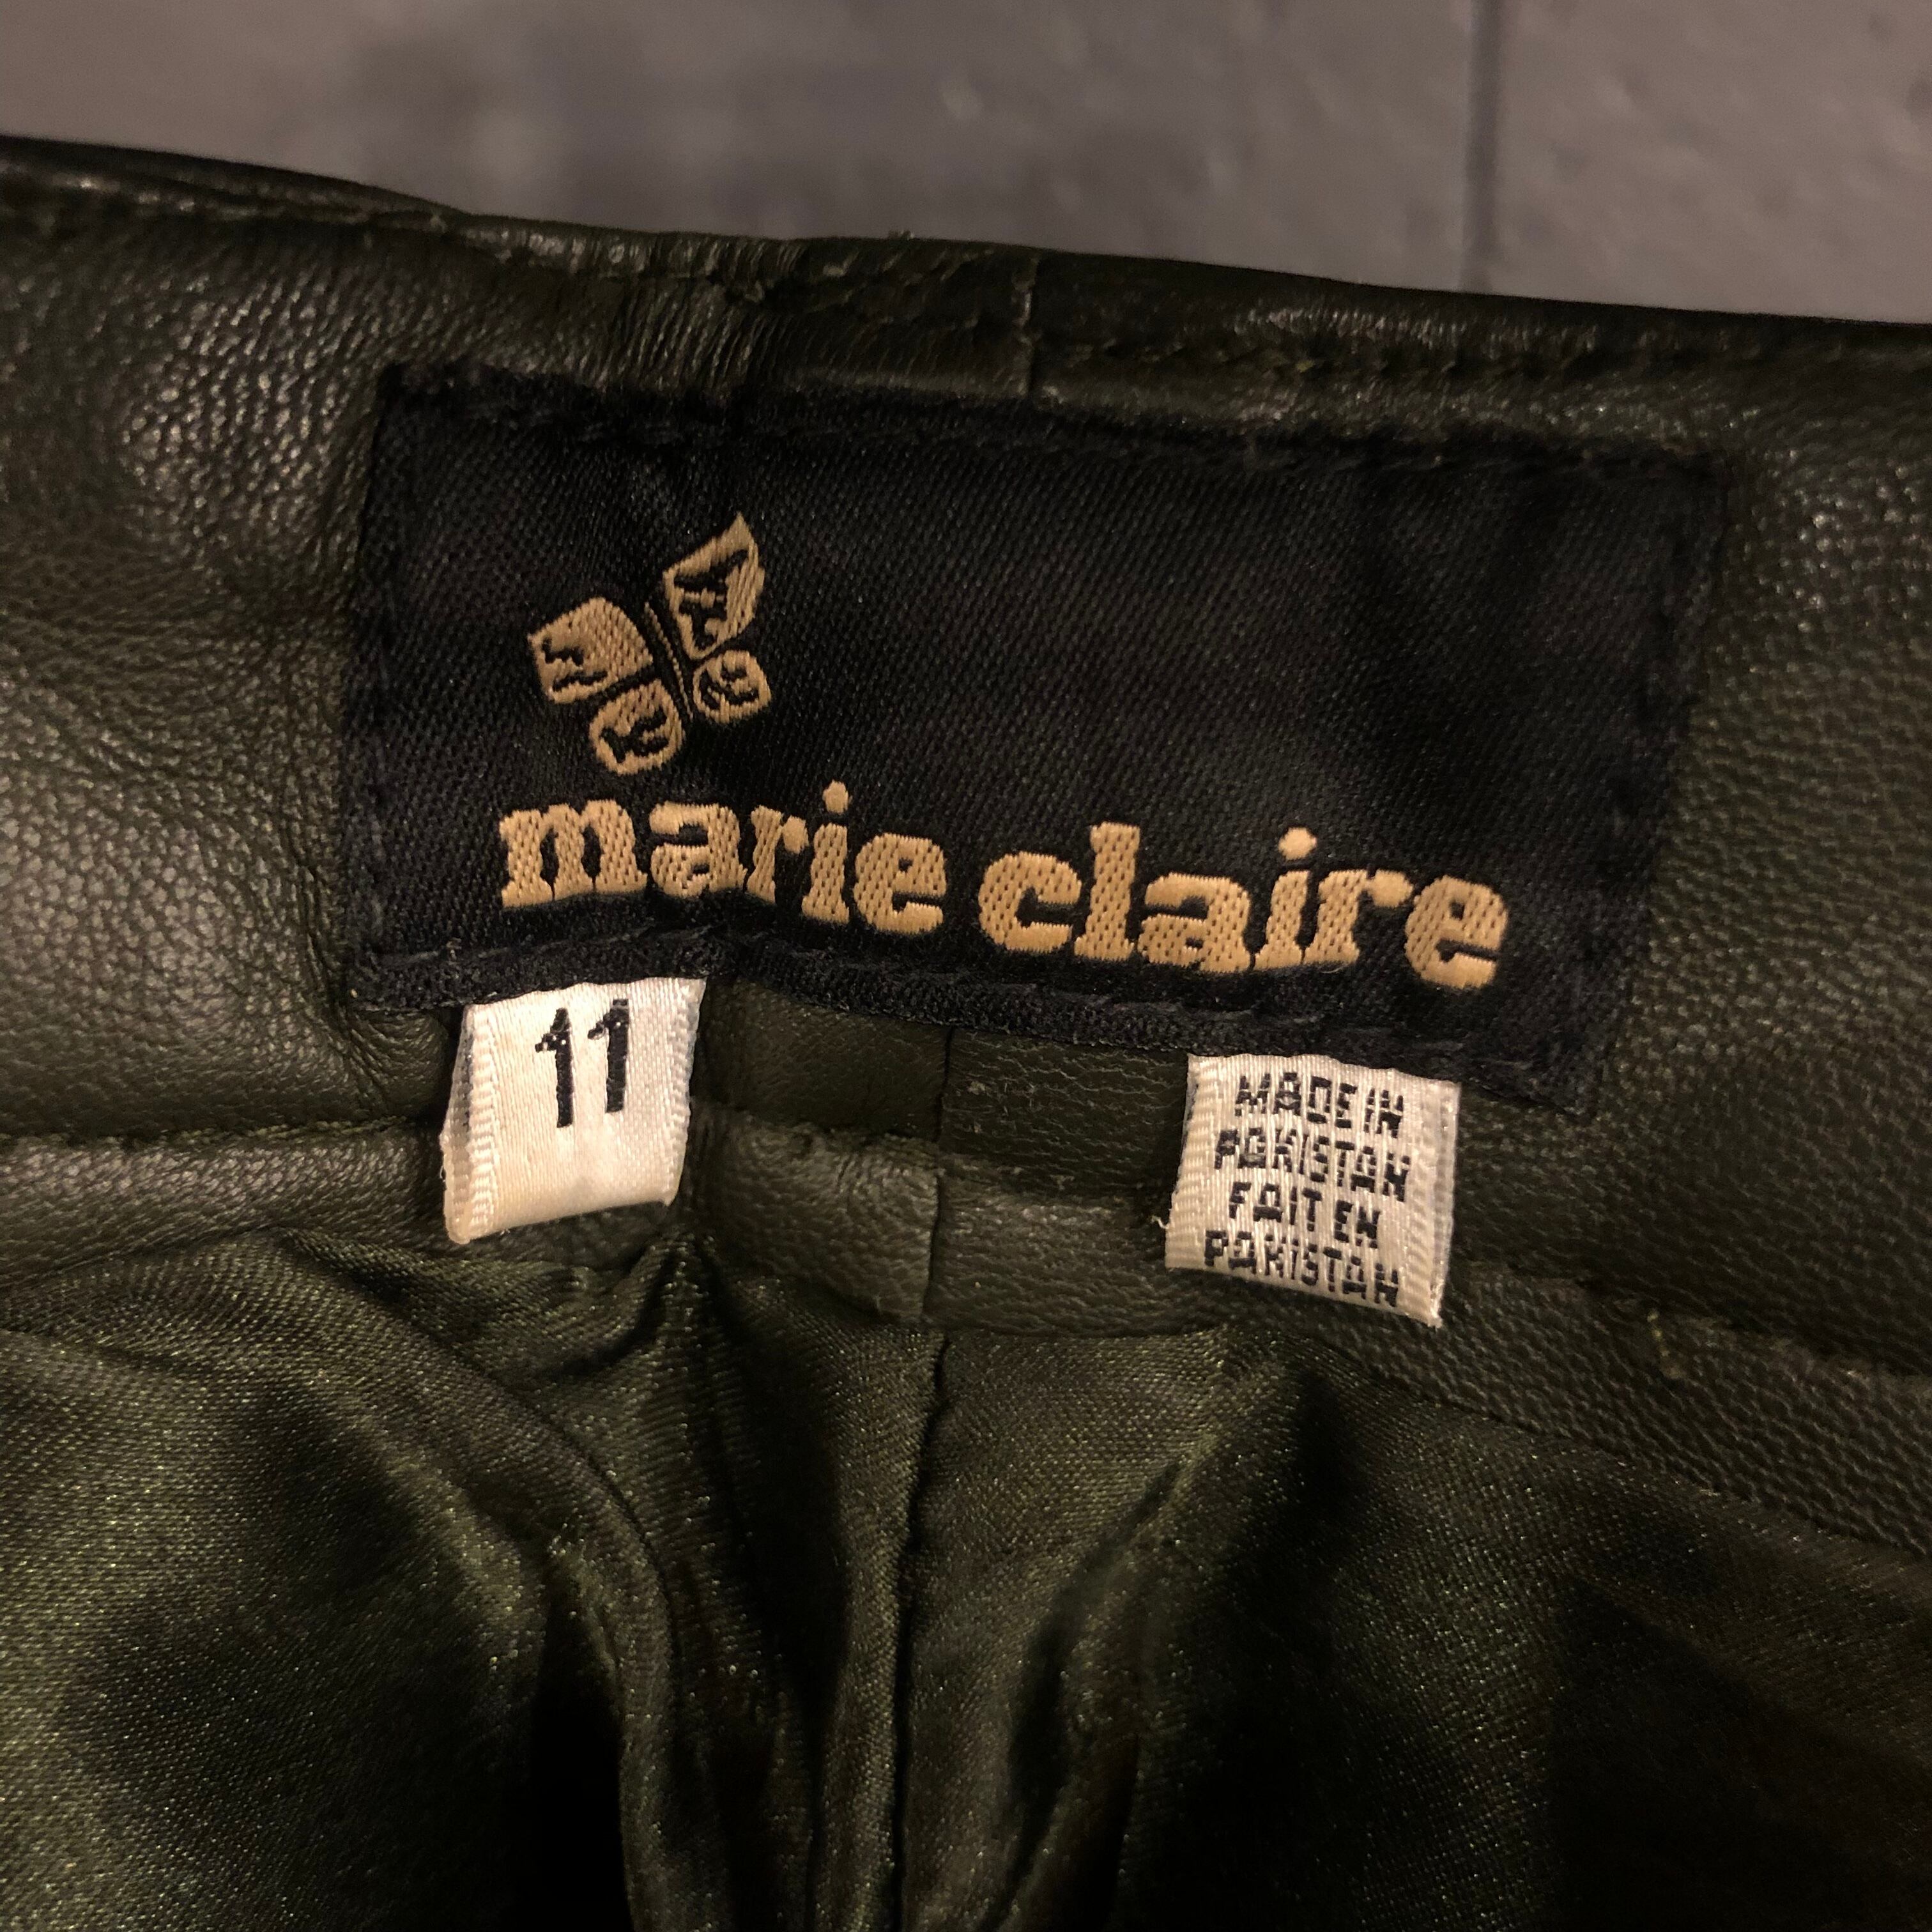 marie claire
11
MADE IN
PAKISTAN
FAIT EN
PAKISTAN